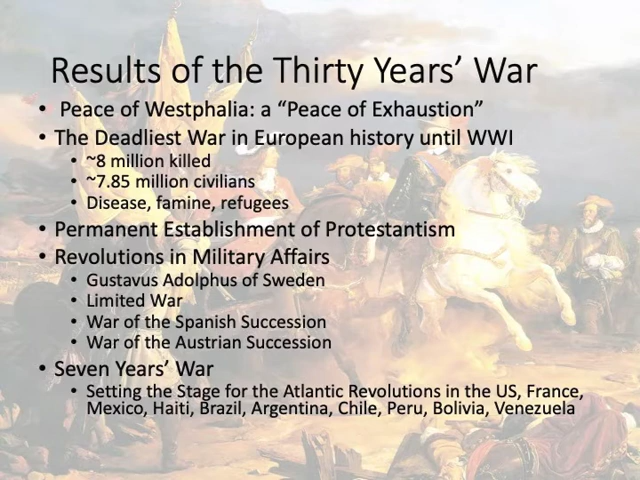 Results of the Thirty Years’ War
• Peace of Westphalia: a “Peace of Exhaustion”
• The Deadliest War in European history until WWI
• ~8 million killed
• ~7.85 million civilians
• Disease, famine, refugees
• Permanent Establishment of Protestantism
• Revolutions in Military Affairs
• Gustavus Adolphus of Sweden
• Limited War
• War of the Spanish Succession
• War of the Austrian Succession
• Seven Years’ War
• Setting the Stage for the Atlantic Revolutions in the US, France,
Mexico, Haiti, Brazil, Argentina, Chile, Peru, Bolivia, Venezuela